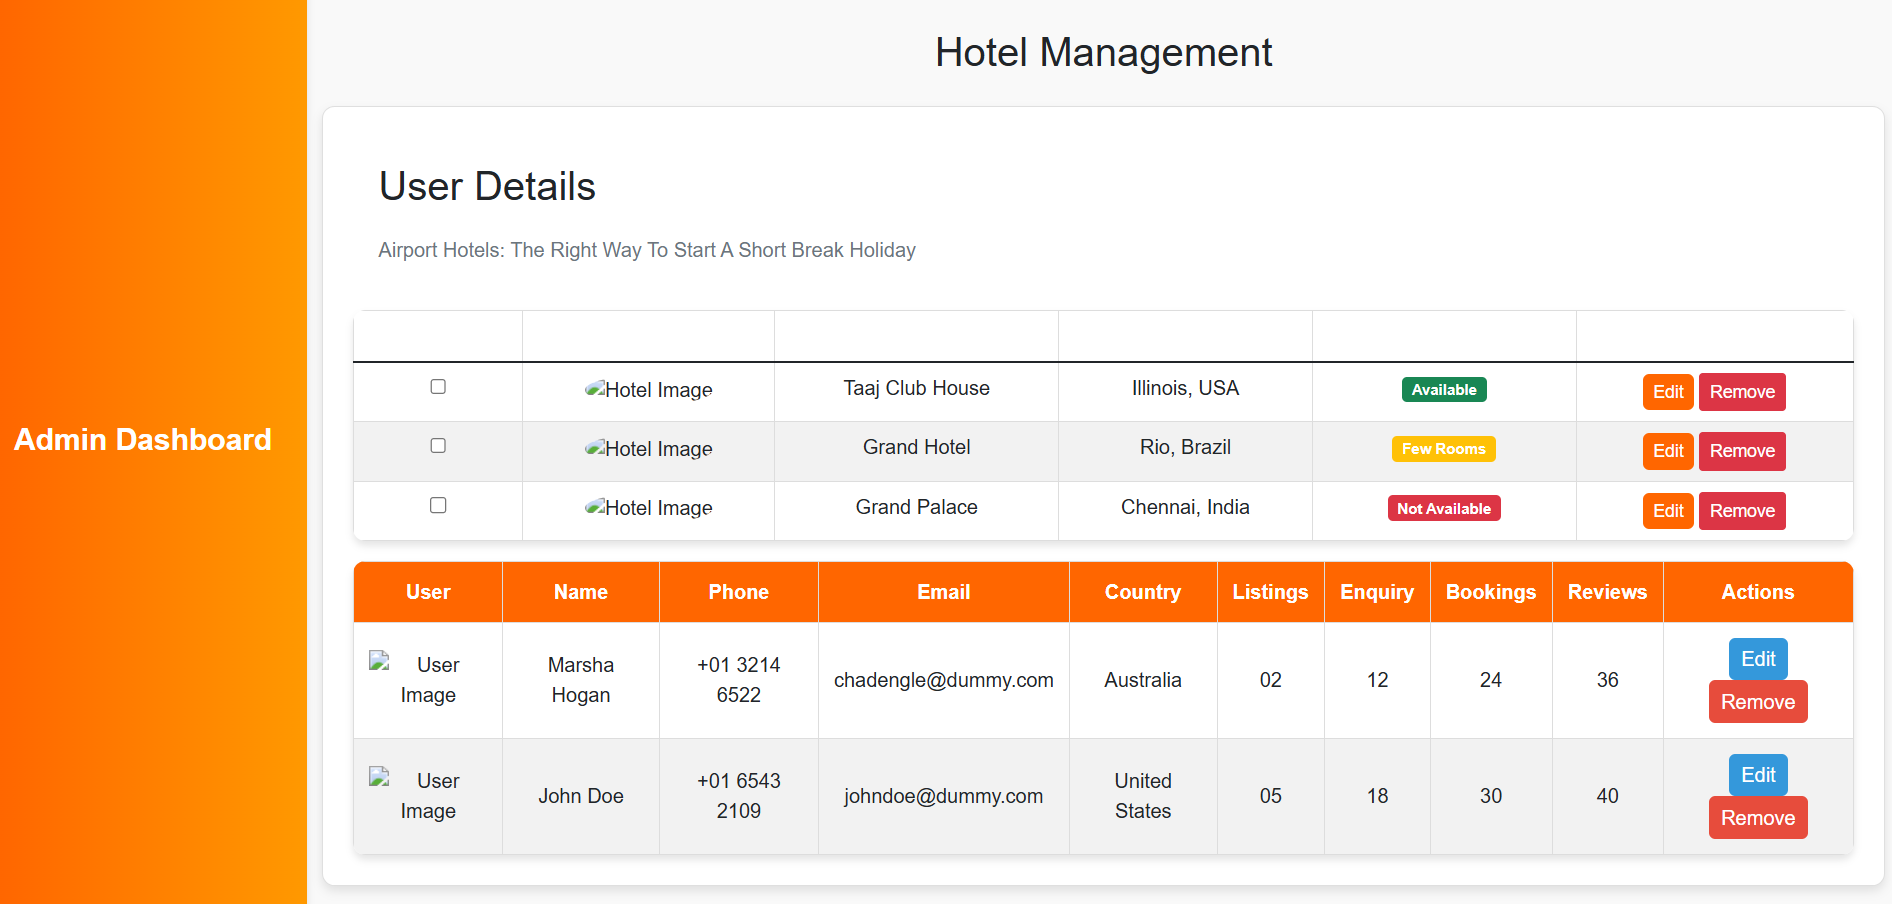 Admin Dashboard
Hotel Management
User Details
Airport Hotels: The Right Way To Start A Short Break Holiday
Hotel Image Taaj Club House Illinois, USA Available Edit Remove
Hotel Image Grand Hotel Rio, Brazil Few Rooms Edit Remove
Hotel Image Grand Palace Chennai, India Not Available Edit Remove
User Name Phone Email Country Listings Enquiry Bookings Reviews Actions
User
Image
Marsha
Hogan
+01 3214
6522
chadengle@dummy.com
Australia
02
12
24
36
Edit
Remove
User
Image
John Doe
+01 6543
2109
johndoe@dummy.com
United
States
05
18
30
40
Edit
Remove